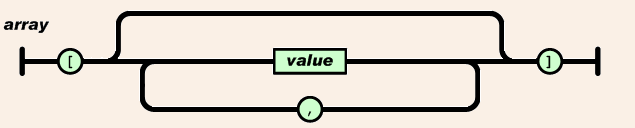 array
[ value ]
,